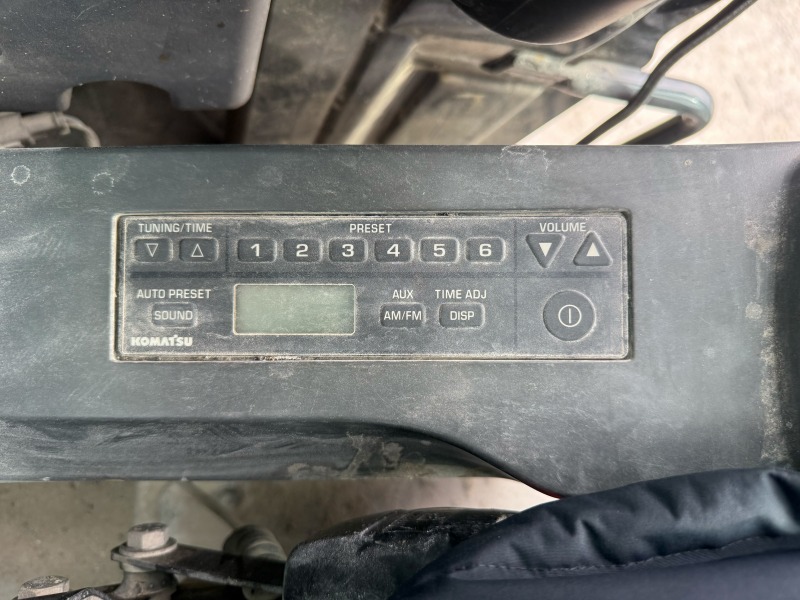 TUNING/TIME PRESET VOLUME
1 2 3 4 5 6
AUTO PRESET AUX TIME ADJ
SOUND AM/FM DISP
KOMATSU